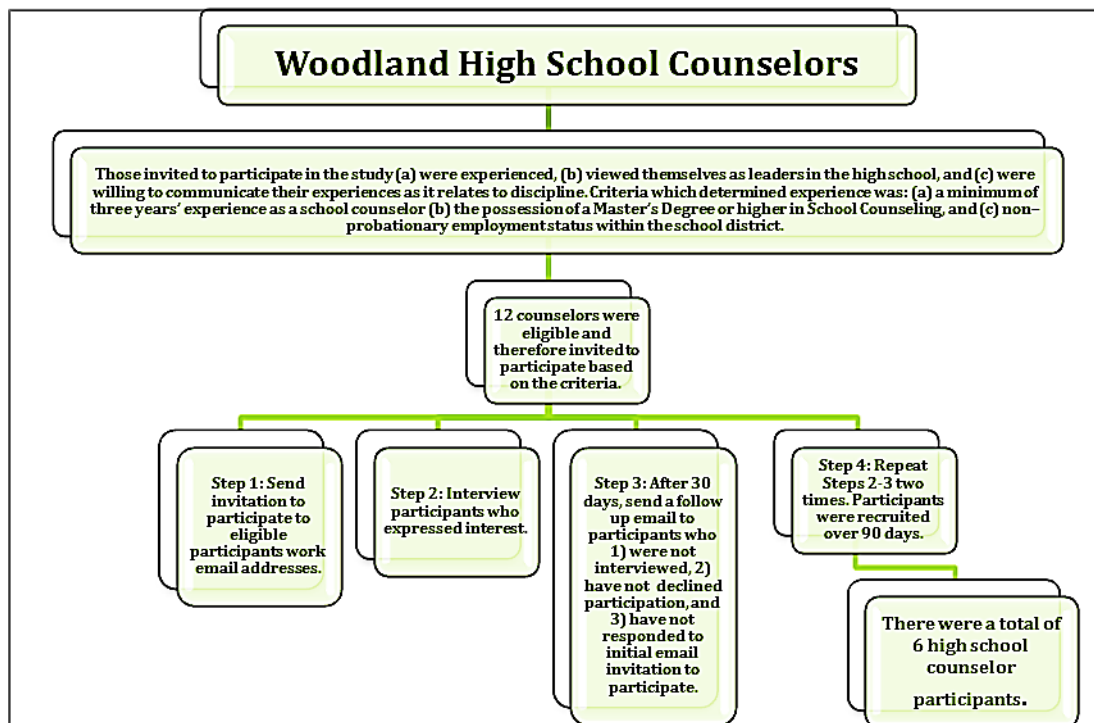 Woodland High School Counselors
Those invited to participate in the study (a) were experienced, (b) viewed themselves as leaders in the high school, and (c) were
willing to communicate their experiences as it relates to discipline. Criteria which determined experience was: (a) a minimum of
three years' experience as a school counselor (b) the possession of a Master's Degree or higher in School Counseling, and (c) non–
probationary employment status within the school district.
12 counselors were
eligible and
therefore invited to
participate based
on the criteria.
Step 1: Send
invitation to
participate to
eligible
participants work
email addresses.
Step 2: Interview
participants who
expressed interest.
Step 3: After 30
days, send a follow
up email to
participants who
1) were not
interviewed, 2)
have not declined
participation, and
3) have not
responded to
initial email
invitation to
participate.
Step 4: Repeat
Steps 2-3 two
times. Participants
were recruited
over 90 days.
There were a total of
6 high school
counselor
participants.